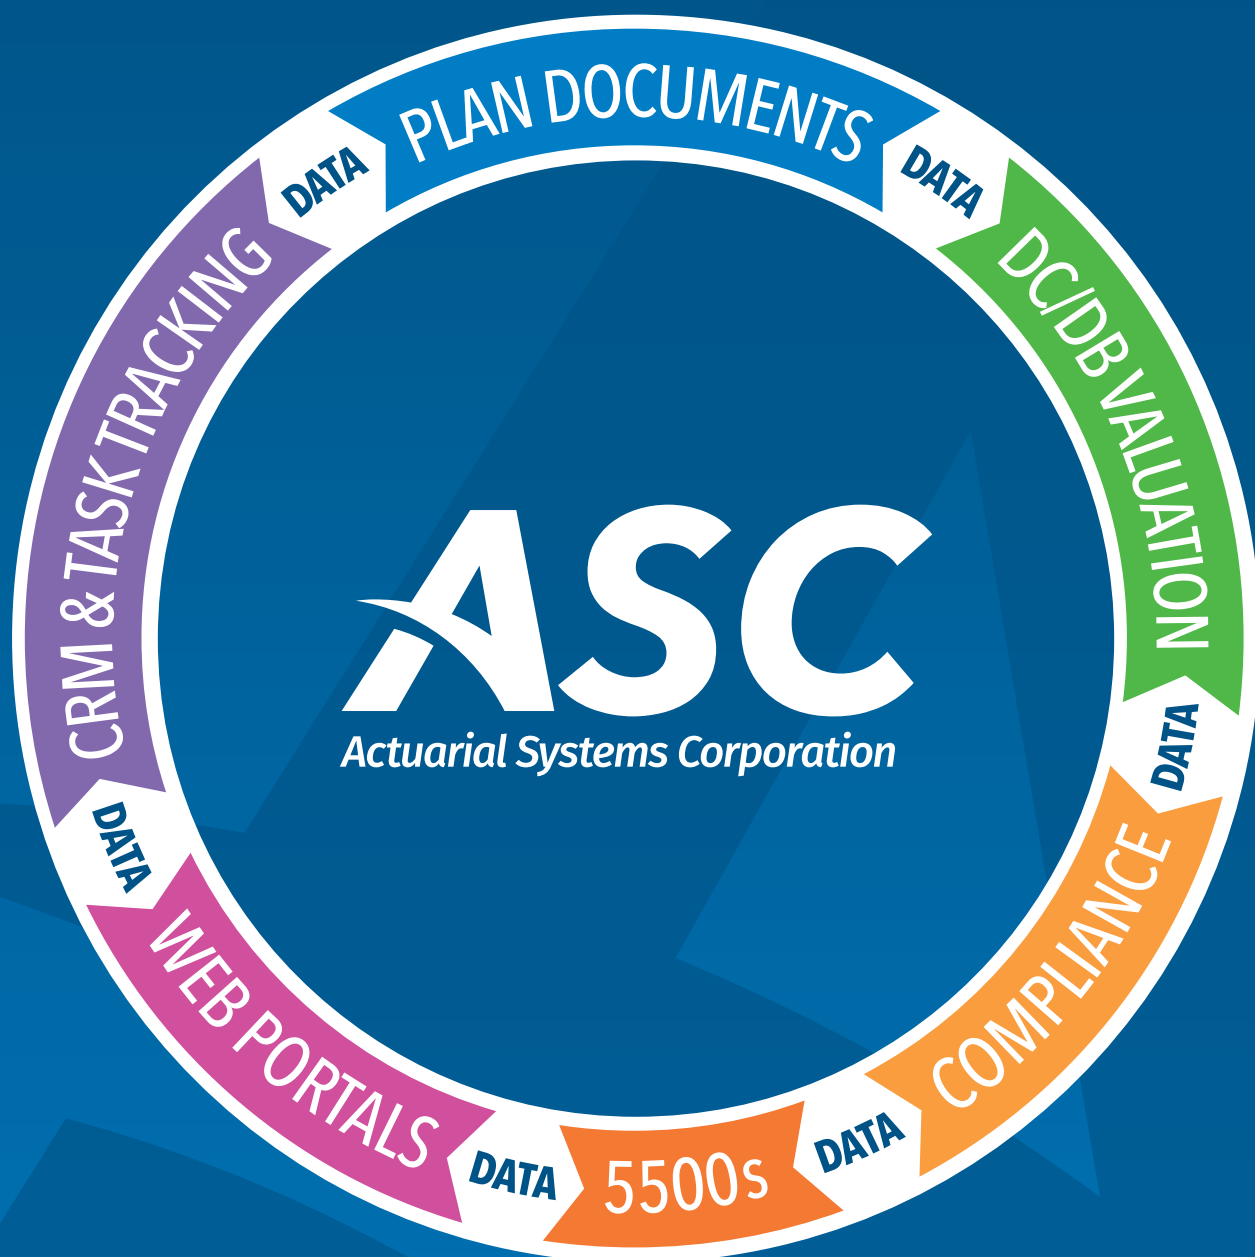 PLAN DOCUMENTS
DATA
DC/DB VALUATION
DATA
COMPLIANCE
DATA
5500s
DATA
WEB PORTALS
DATA
CRM & TASK TRACKING
DATA
ASC
Actuarial Systems Corporation